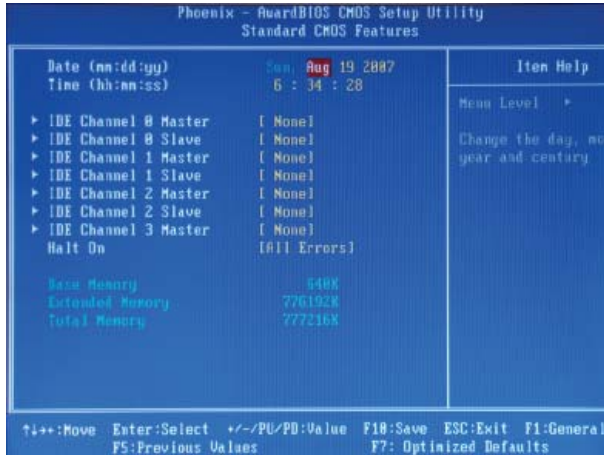 Phoenix - AwardBIOS CMOS Setup Utility
Standard CMOS Features
Date (mm:dd:yy) Sun, Aug 19 2007
Time (hh:mm:ss) 6 : 34 : 28
► IDE Channel 0 Master [ None]
► IDE Channel 0 Slave [ None]
► IDE Channel 1 Master [ None]
► IDE Channel 1 Slave [ None]
► IDE Channel 2 Master [ None]
► IDE Channel 2 Slave [ None]
► IDE Channel 3 Master [ None]
Halt On [All Errors]
Base Memory 640K
Extended Memory 776192K
Total Memory 777216K
Item Help
Menu Level ►
Change the day, mo
year and century
↑↓→←:Move Enter:Select +/-/PU/PD:Value F10:Save ESC:Exit F1:General
F5:Previous Values F7: Optimized Defaults